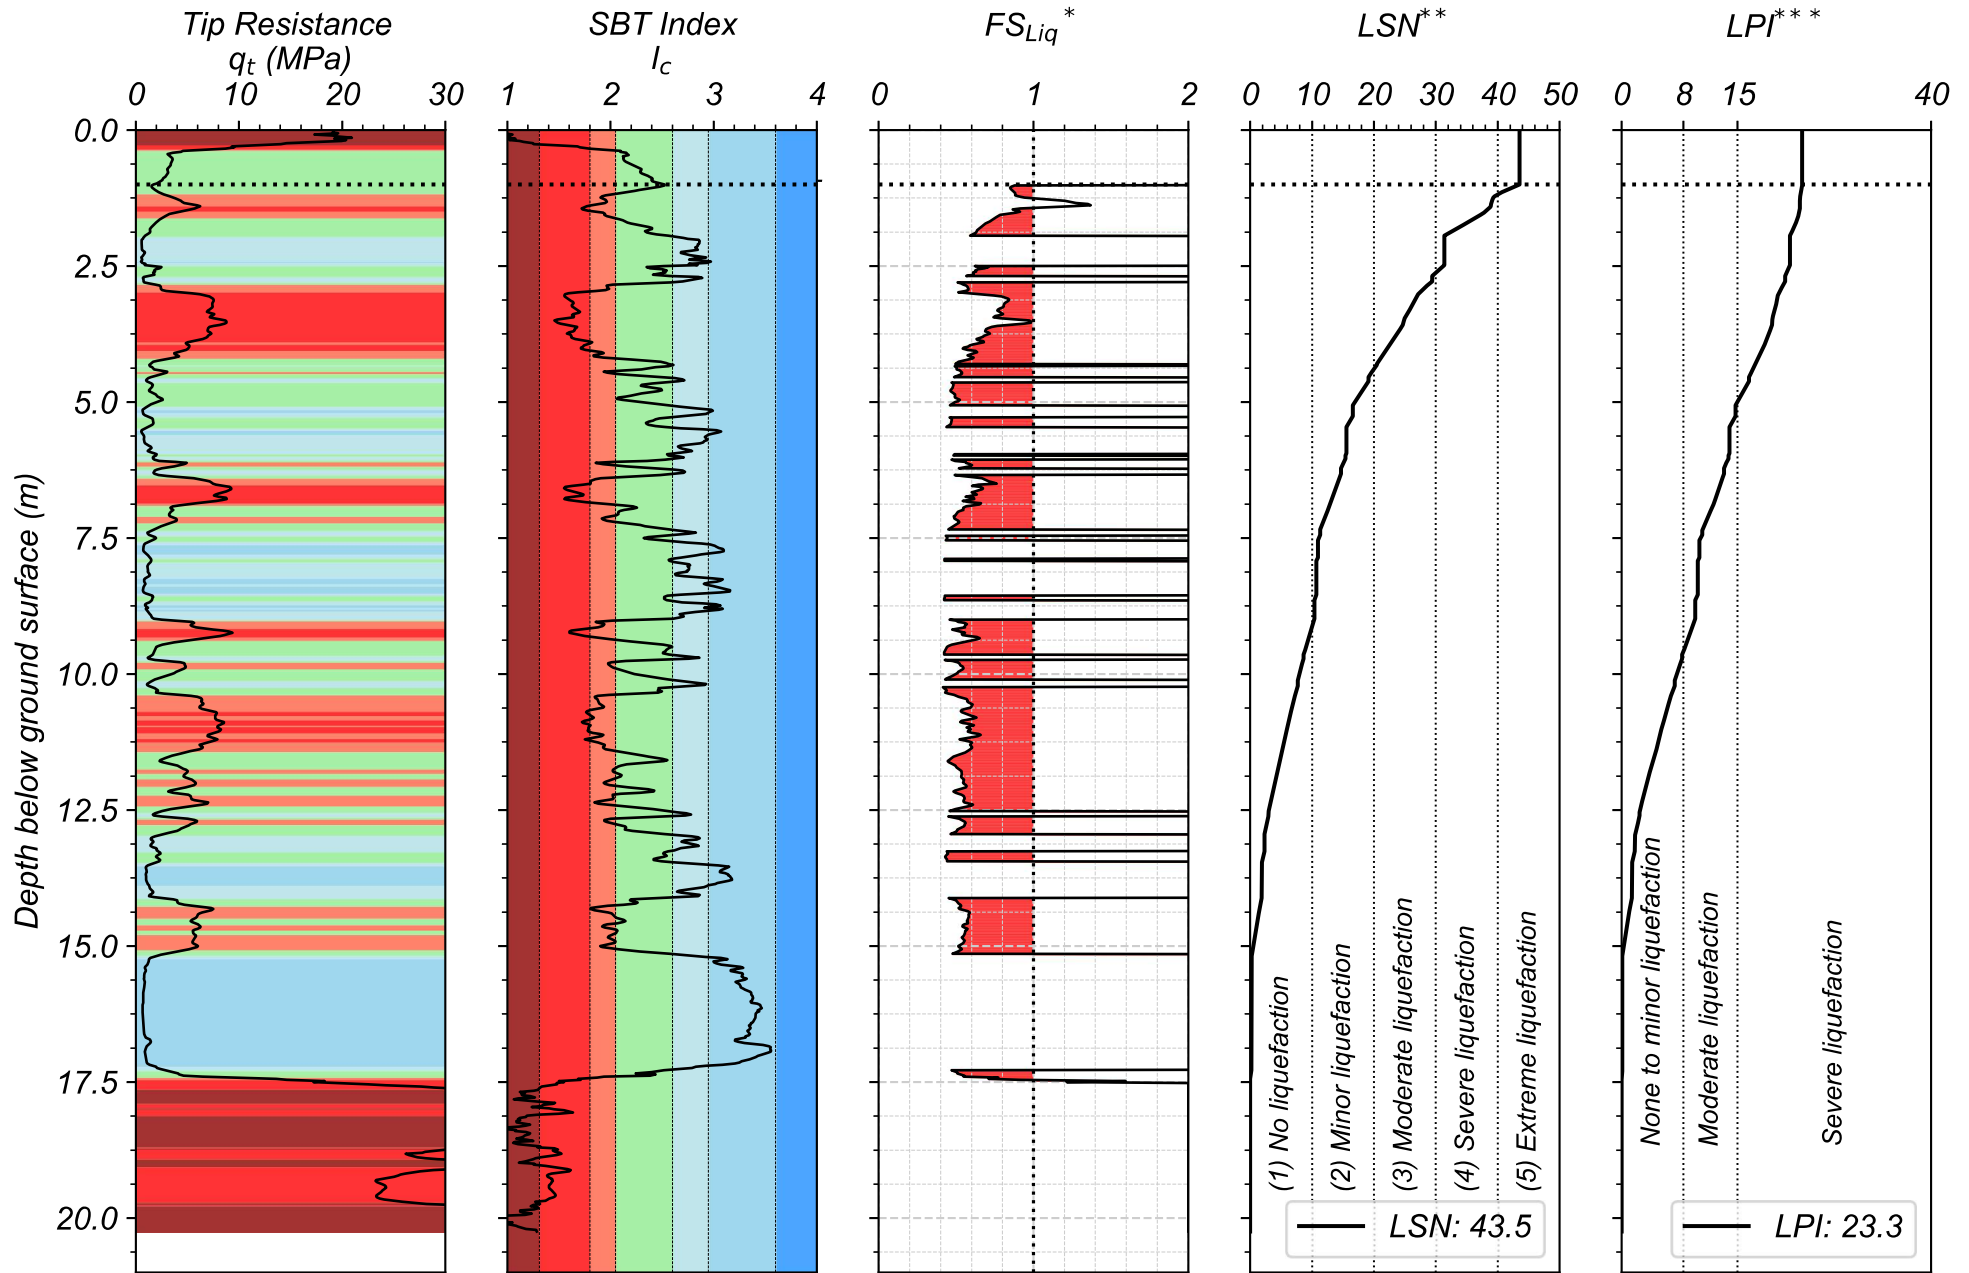 Tip Resistance
qt (MPa)
0 10 20 30
SBT Index
Ic
1 2 3 4
FSLiq*
0 1 2
LSN**
0 10 20 30 40 50
LPI***
0 8 15 40
Depth below ground surface (m)
0.0
2.5
5.0
7.5
10.0
12.5
15.0
17.5
20.0
(1) No liquefaction
(2) Minor liquefaction
(3) Moderate liquefaction
(4) Severe liquefaction
(5) Extreme liquefaction
LSN: 43.5
None to minor liquefaction
Moderate liquefaction
Severe liquefaction
LPI: 23.3